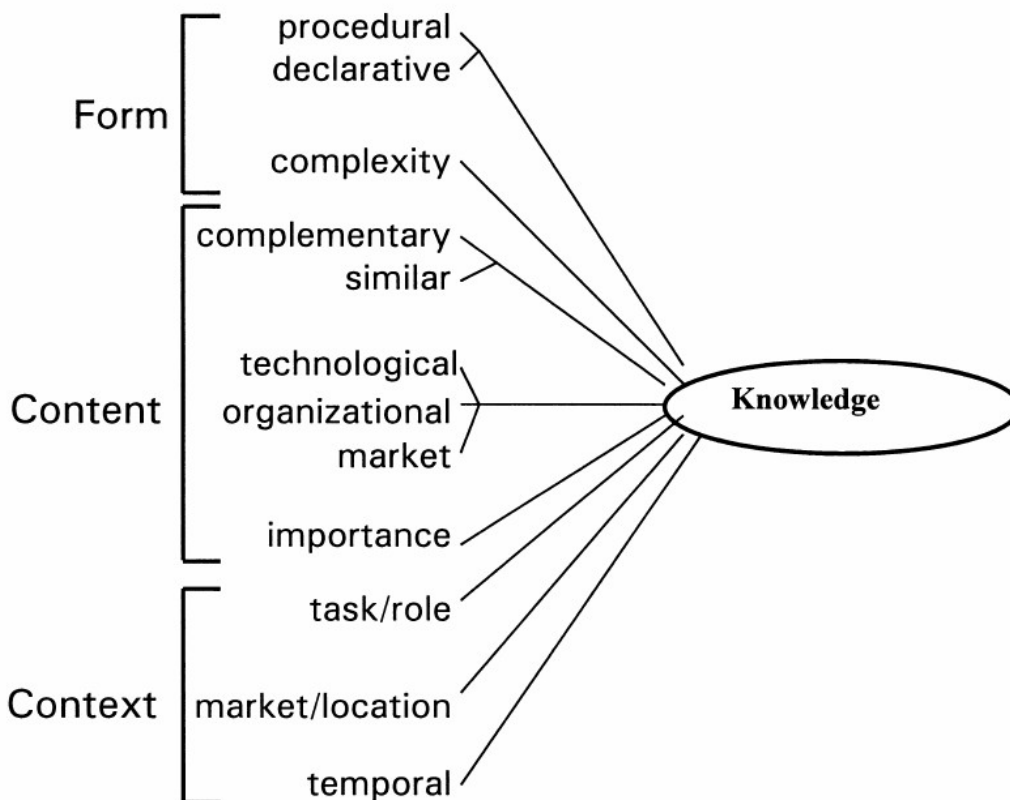 procedural
declarative
Form
complexity
complementary
similar
technological
Content
organizational
market
importance
task/role
Context
market/location
temporal
Knowledge